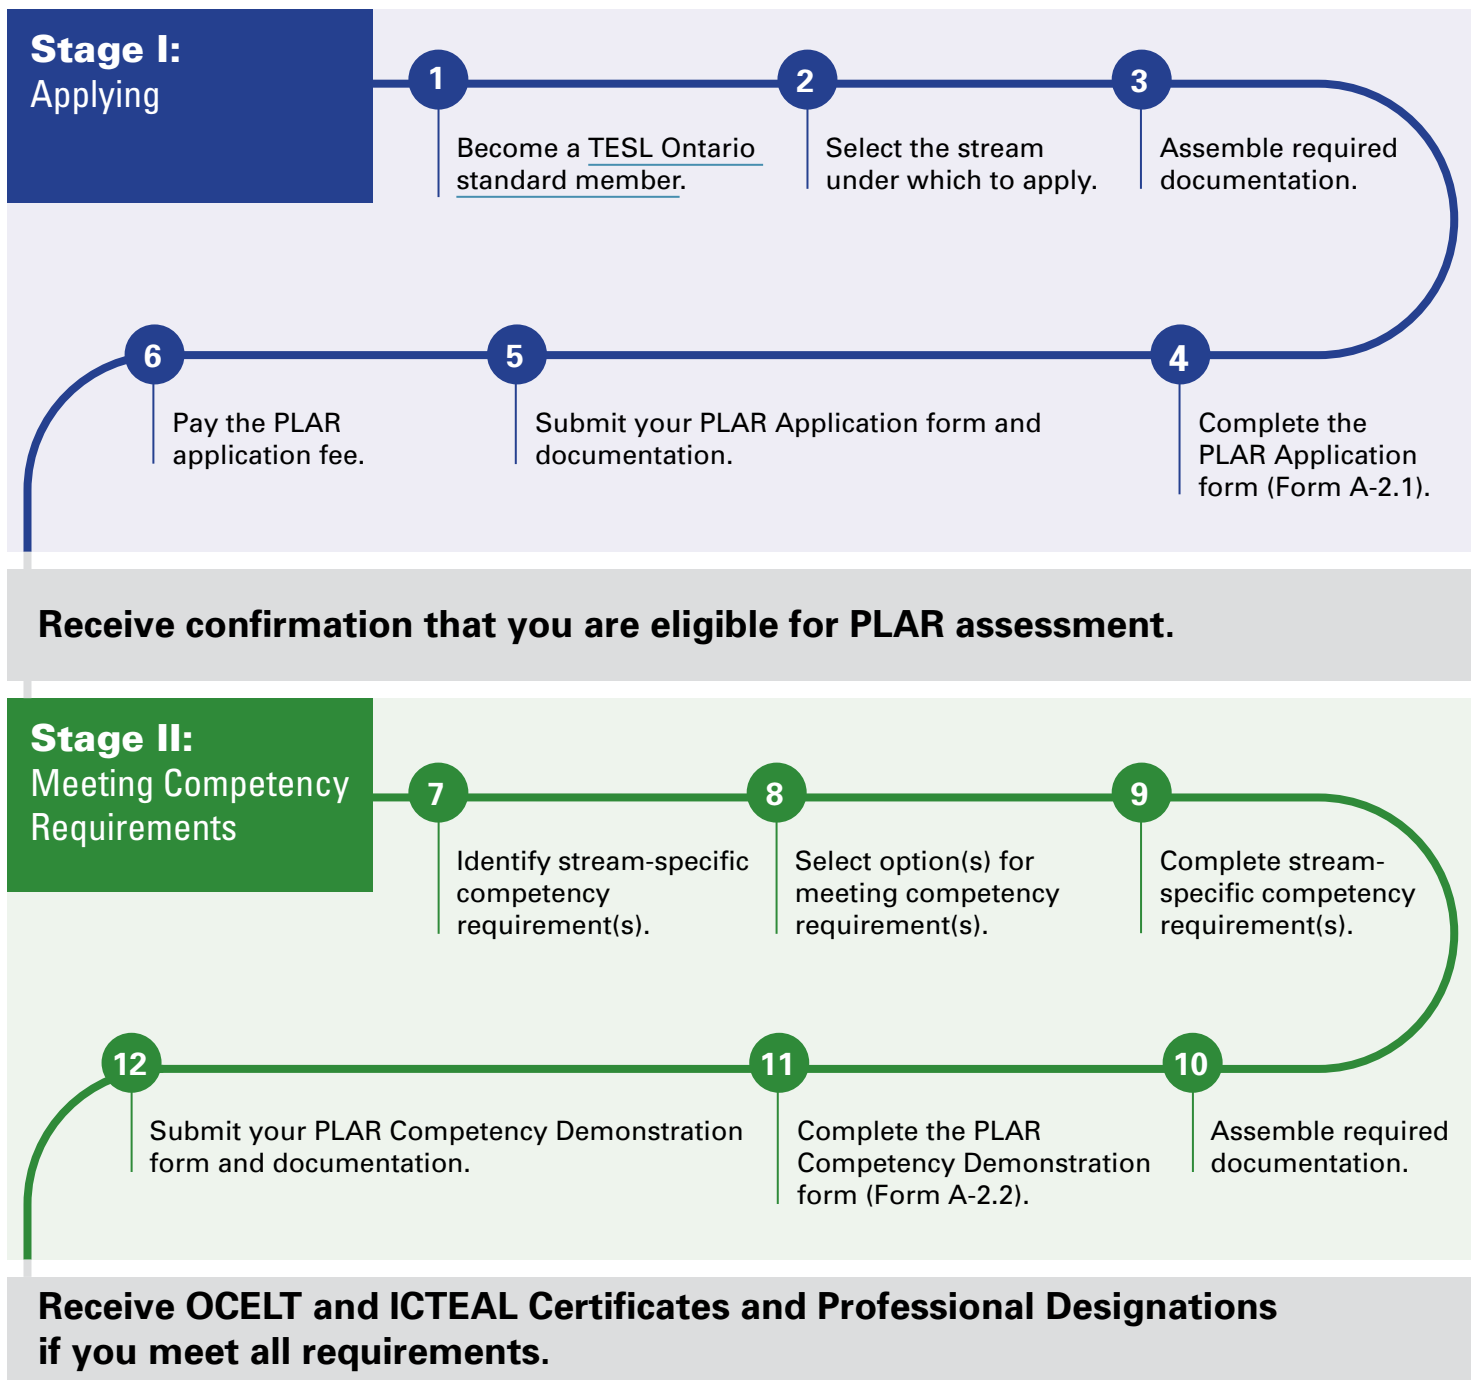 Stage I:
Applying
1
Become a TESL Ontario
standard member.
2
Select the stream
under which to apply.
3
Assemble required
documentation.
4
Complete the
PLAR Application
form (Form A-2.1).
5
Submit your PLAR Application form and
documentation.
6
Pay the PLAR
application fee.
Receive confirmation that you are eligible for PLAR assessment.
Stage II:
Meeting Competency
Requirements
7
Identify stream-specific
competency
requirement(s).
8
Select option(s) for
meeting competency
requirement(s).
9
Complete stream-
specific competency
requirement(s).
10
Assemble required
documentation.
11
Complete the PLAR
Competency Demonstration
form (Form A-2.2).
12
Submit your PLAR Competency Demonstration
form and documentation.
Receive OCELT and ICTEAL Certificates and Professional Designations
if you meet all requirements.